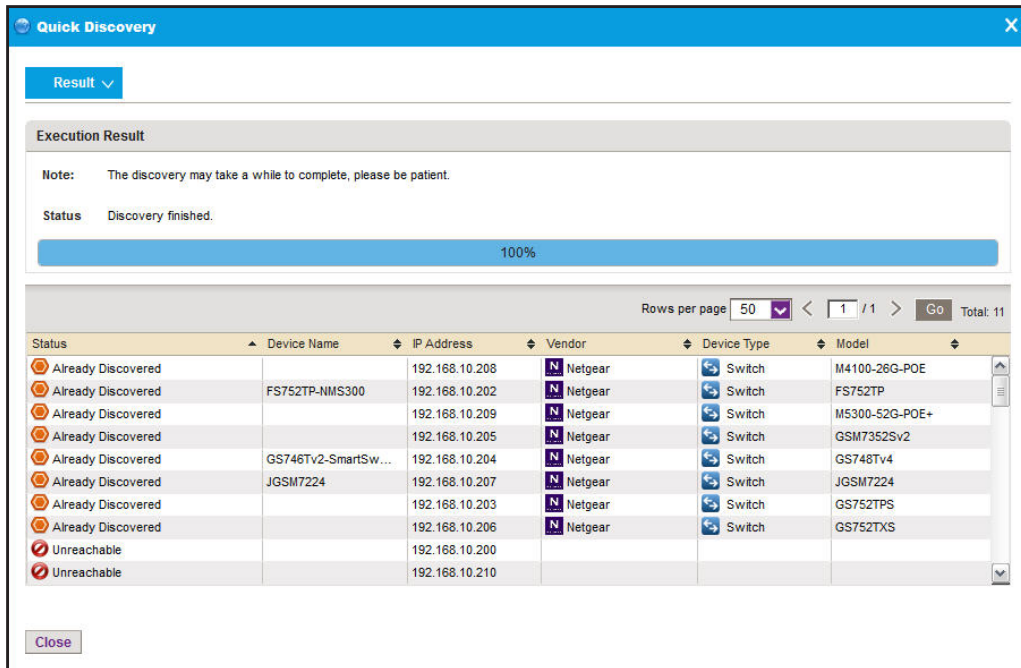 Quick Discovery X
Result
Execution Result
Note: The discovery may take a while to complete, please be patient.
Status Discovery finished.
100%
Rows per page 50 < 1 / 1 > Go Total: 11
Status Device Name IP Address Vendor Device Type Model
Already Discovered 192.168.10.208 N Netgear Switch M4100-26G-POE
Already Discovered FS752TP-NMS300 192.168.10.202 N Netgear Switch FS752TP
Already Discovered 192.168.10.209 N Netgear Switch M5300-52G-POE+
Already Discovered 192.168.10.205 N Netgear Switch GSM7352Sv2
Already Discovered GS746Tv2-SmartSw... 192.168.10.204 N Netgear Switch GS748Tv4
Already Discovered JGSM7224 192.168.10.207 N Netgear Switch JGSM7224
Already Discovered 192.168.10.203 N Netgear Switch GS752TPS
Already Discovered 192.168.10.206 N Netgear Switch GS752TXS
Unreachable 192.168.10.200
Unreachable 192.168.10.210
Close